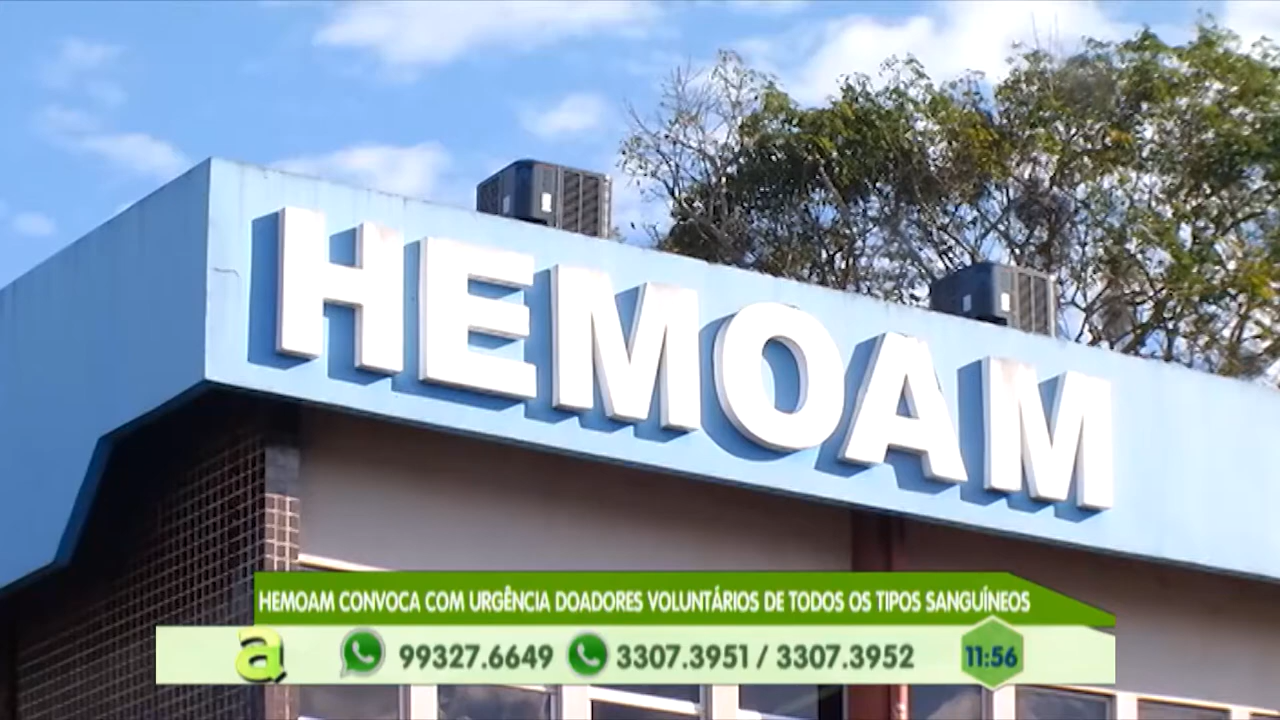 HEMOAM
HEMOAM CONVOCA COM URGÊNCIA DOADORES VOLUNTÁRIOS DE TODOS OS TIPOS SANGUÍNEOS
a 99327.6649 3307.3951 / 3307.3952 11:56